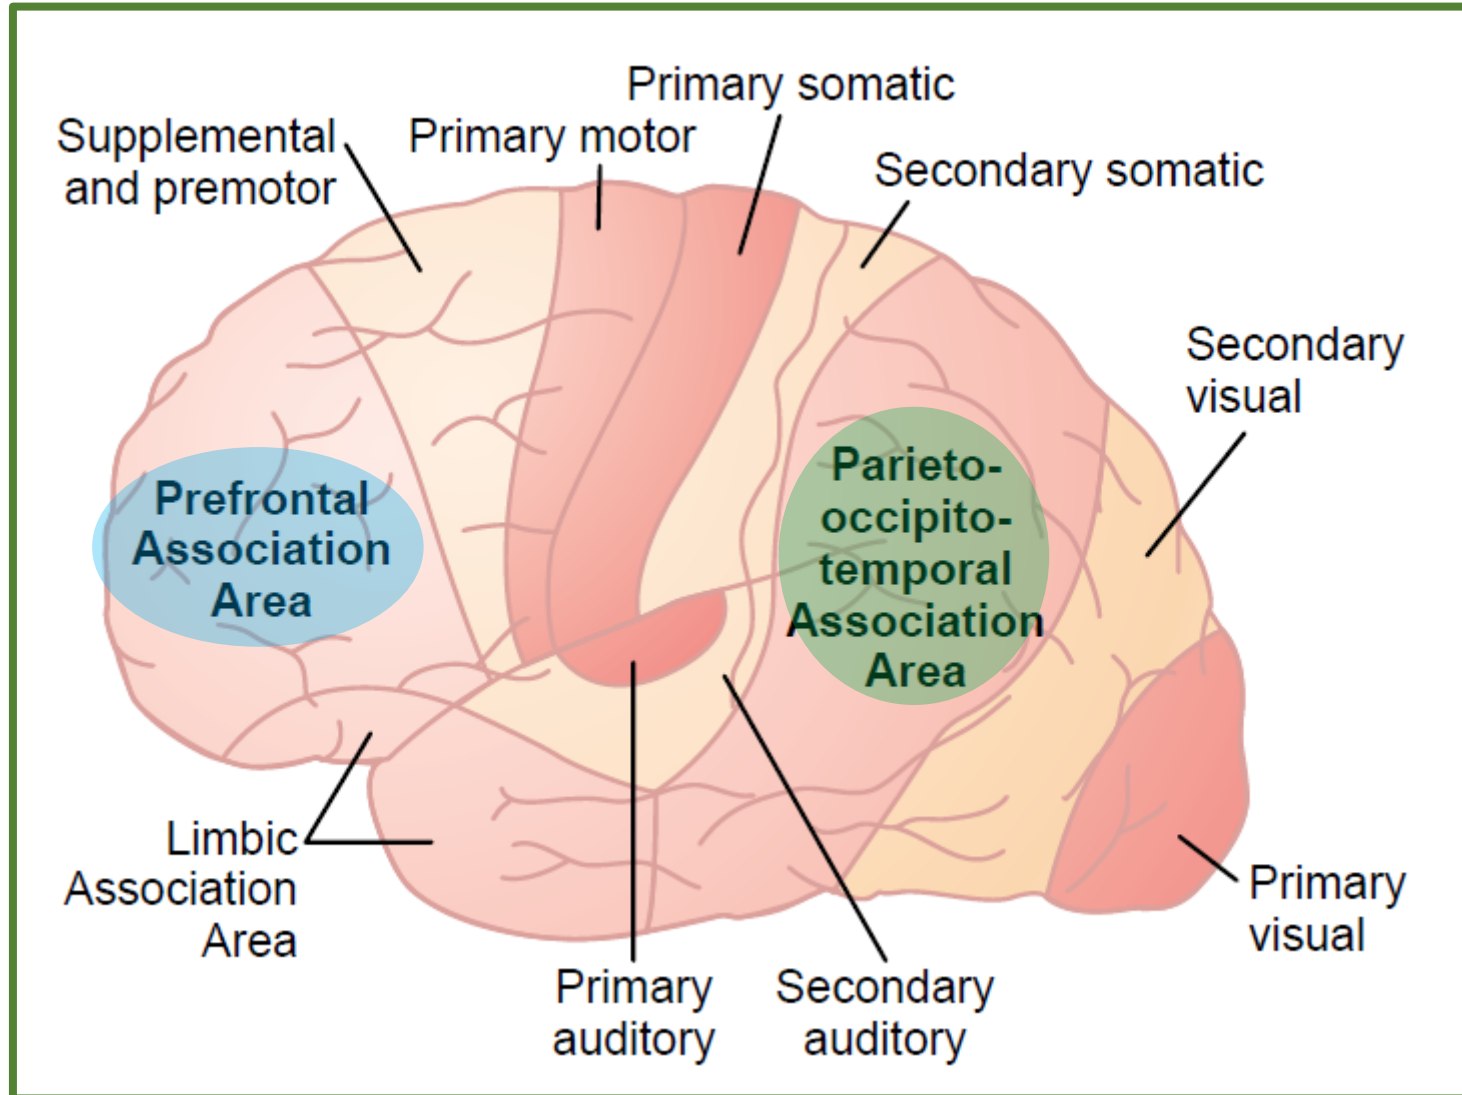 Primary somatic
Supplemental
and premotor
Primary motor
Secondary somatic
Secondary
visual
Prefrontal
Association
Area
Parieto-
occipito-
temporal
Association
Area
Limbic
Association
Area
Primary
visual
Primary
auditory
Secondary
auditory